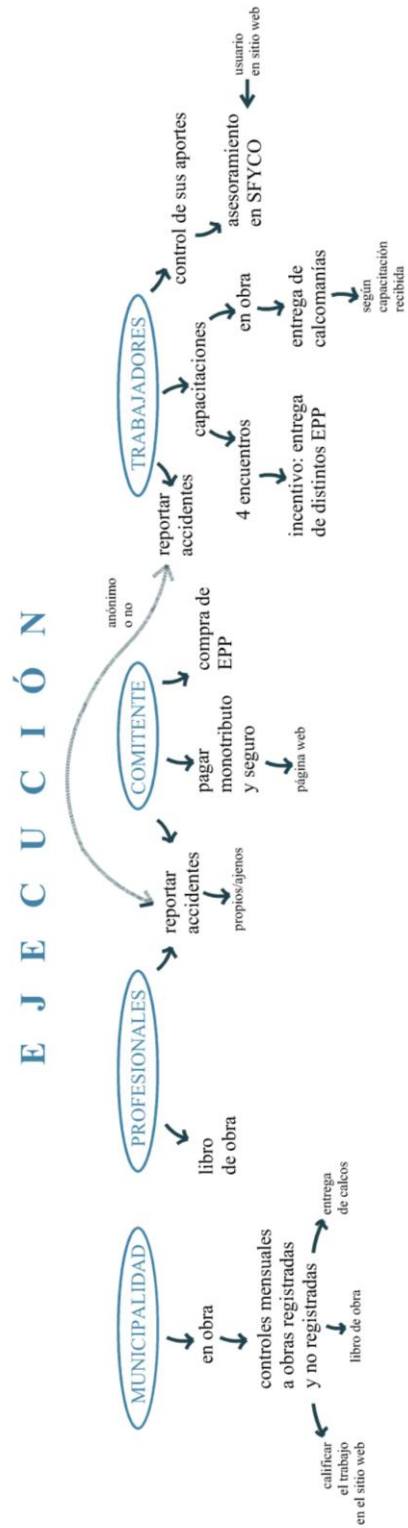 E J E C U C I Ó N
MUNICIPALIDAD
en obra
controles mensuales
a obras registradas
y no registradas
calificar
el trabajo
en el sitio web
libro de obra
entrega
de calcos
PROFESIONALES
libro
de obra
reportar
accidentes
propios/ajenos
COMITENTE
pagar
monotributo
y seguro
página web
compra de
EPP
anónimo
o no
TRABAJADORES
reportar
accidentes
capacitaciones
4 encuentros
incentivo: entrega
de distintos EPP
en obra
entrega de
calcomanías
según
capacitación
recibida
control de sus aportes
asesoramiento
en SFYCO
usuario
en sitio web